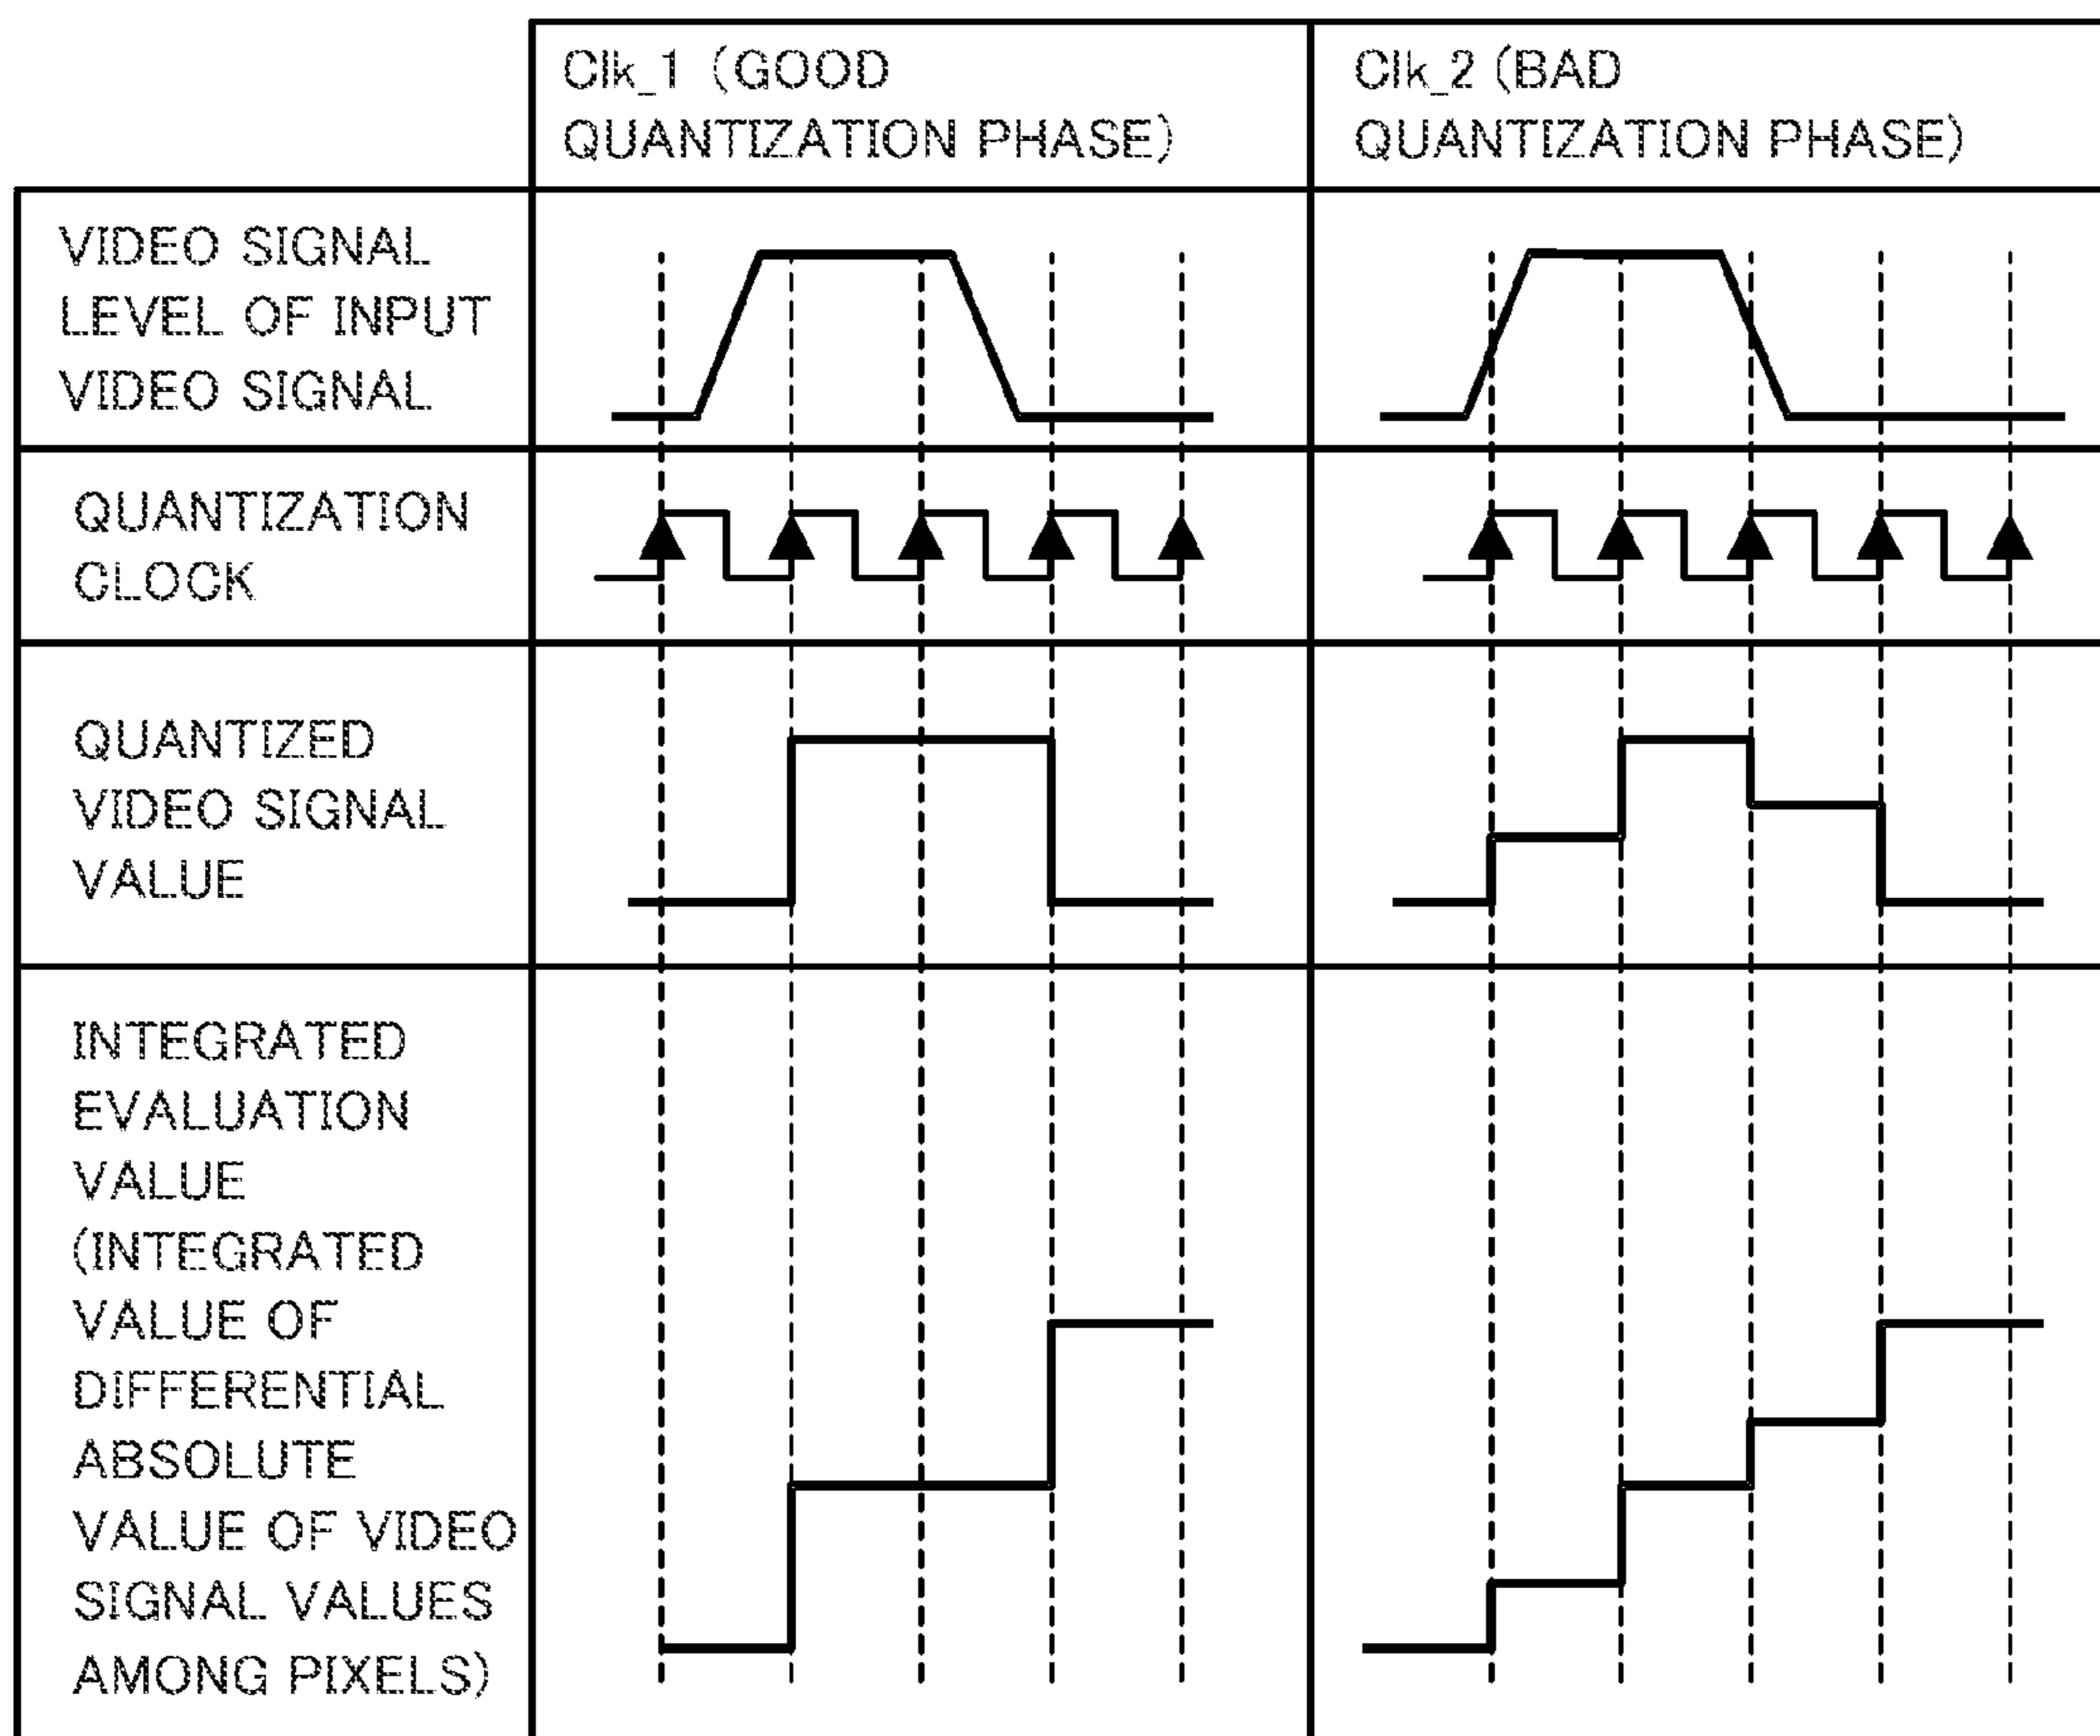 Clk_1 (GOOD
QUANTIZATION PHASE)
Clk_2 (BAD
QUANTIZATION PHASE)
VIDEO SIGNAL
LEVEL OF INPUT
VIDEO SIGNAL
QUANTIZATION
CLOCK
QUANTIZED
VIDEO SIGNAL
VALUE
INTEGRATED
EVALUATION
VALUE
(INTEGRATED
VALUE OF
DIFFERENTIAL
ABSOLUTE
VALUE OF VIDEO
SIGNAL VALUES
AMONG PIXELS)